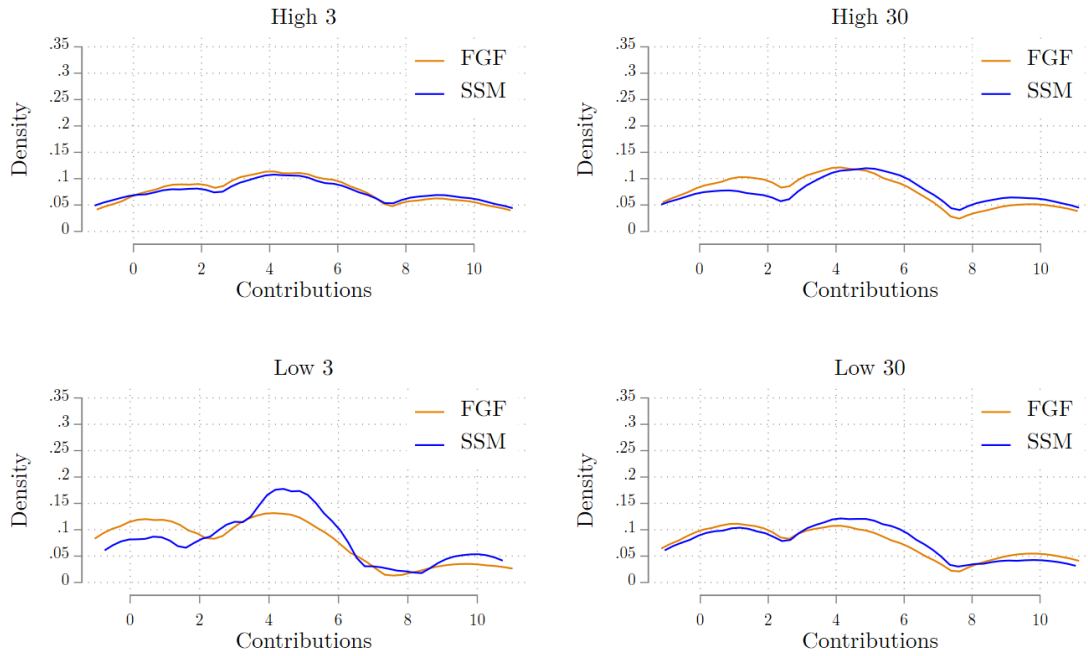 High 3
.35
.3
.25
.2
.15
.1
.05
0
Density
FGF
SSM
0 2 4 6 8 10
Contributions
High 30
.35
.3
.25
.2
.15
.1
.05
0
Density
FGF
SSM
0 2 4 6 8 10
Contributions
Low 3
.35
.3
.25
.2
.15
.1
.05
0
Density
FGF
SSM
0 2 4 6 8 10
Contributions
Low 30
.35
.3
.25
.2
.15
.1
.05
0
Density
FGF
SSM
0 2 4 6 8 10
Contributions